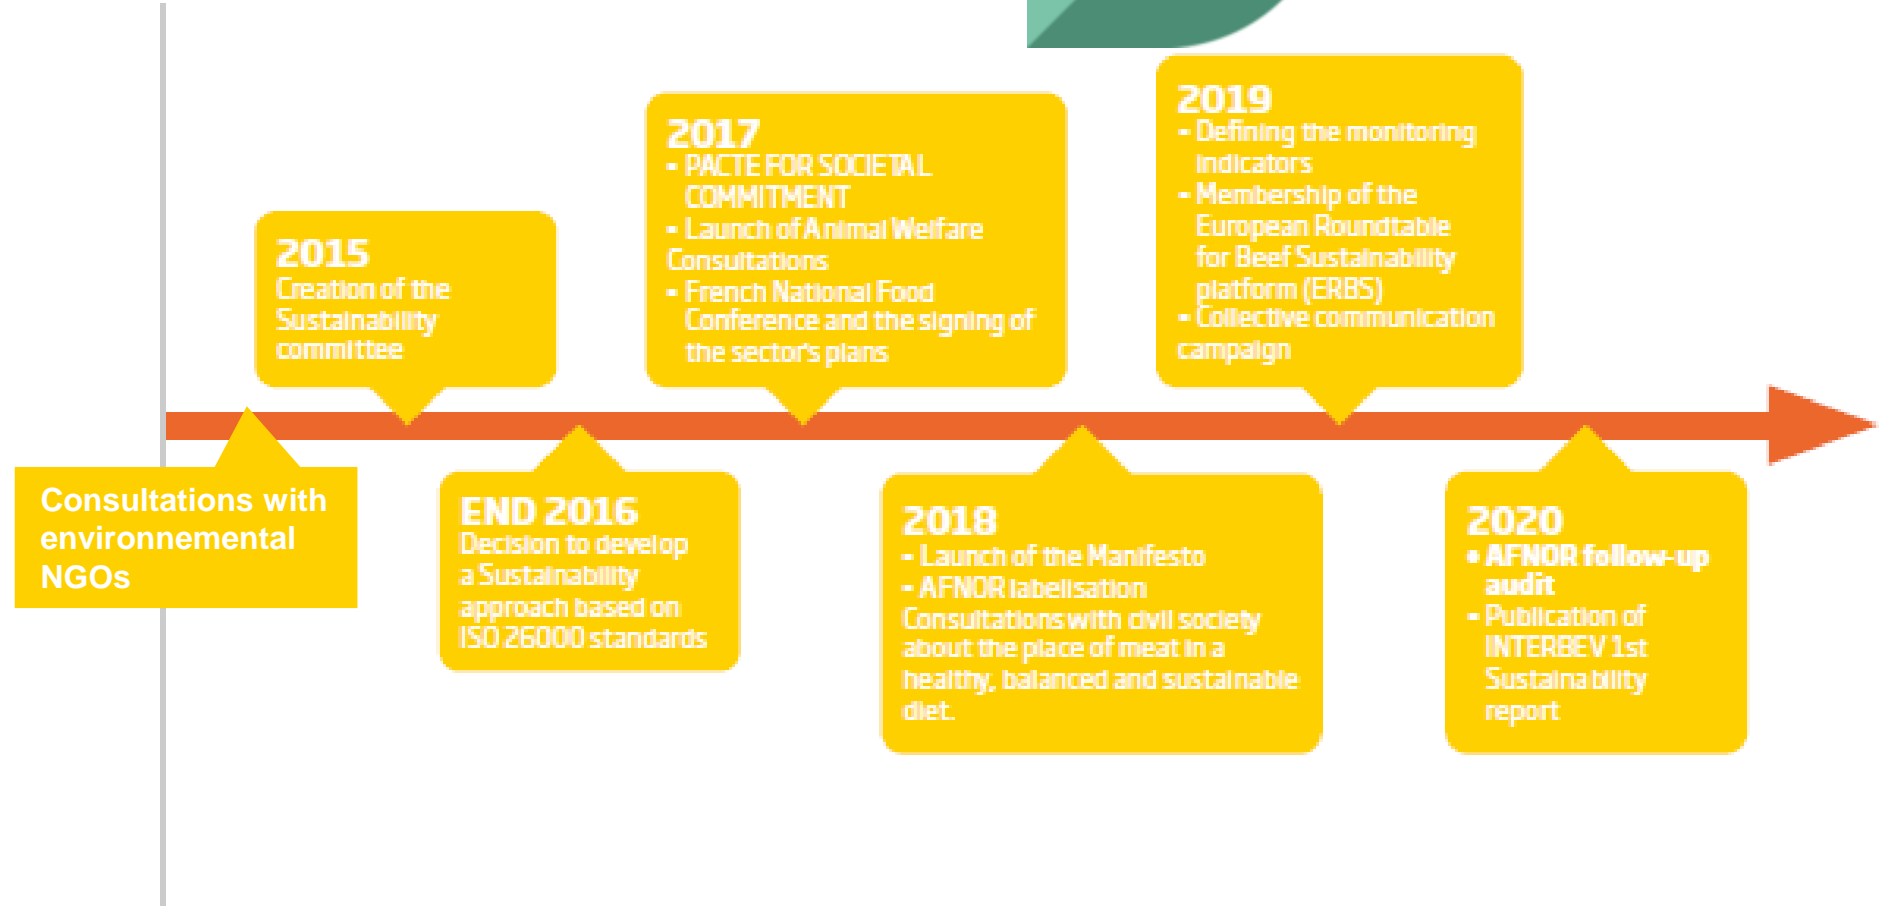 Consultations with
environnemental
NGOs
2015
Creation of the
Sustainability
committee
END 2016
Decision to develop
a Sustainability
approach based on
ISO 26000 standards
2017
- PACTE FOR SOCIETAL
COMMITMENT
- Launch of Animal Welfare
Consultations
- French National Food
Conference and the signing of
the sector's plans
2018
- Launch of the Manifesto
- AFNOR labelisation
Consultations with civil society
about the place of meat in a
healthy, balanced and sustainable
diet.
2019
- Defining the monitoring
indicators
- Membership of the
European Roundtable
for Beef Sustainability
platform (ERBS)
- Collective communication
campaign
2020
• AFNOR follow-up
audit
- Publication of
INTERBEV 1st
Sustainability
report